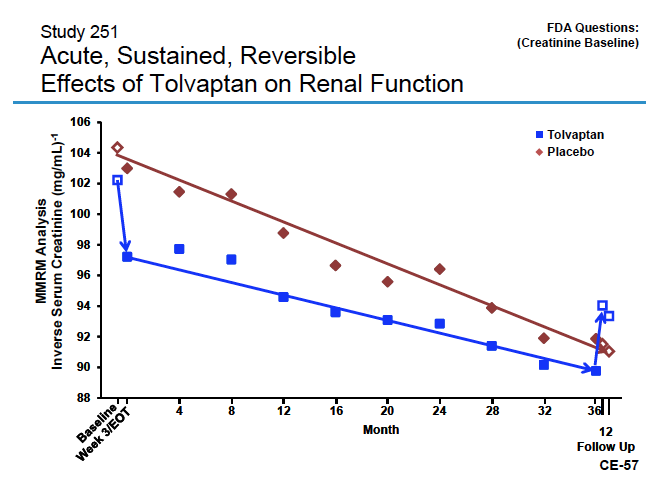 Study 251
Acute, Sustained, Reversible
Effects of Tolvaptan on Renal Function
FDA Questions:
(Creatinine Baseline)
MMRM Analysis
Inverse Serum Creatinine (mg/mL)-1
106
104
102
100
98
96
94
92
90
88
Tolvaptan
Placebo
Baseline
Week 3/EOT
4
8
12
16
20
24
28
32
36
Month
12
Follow Up
CE-57